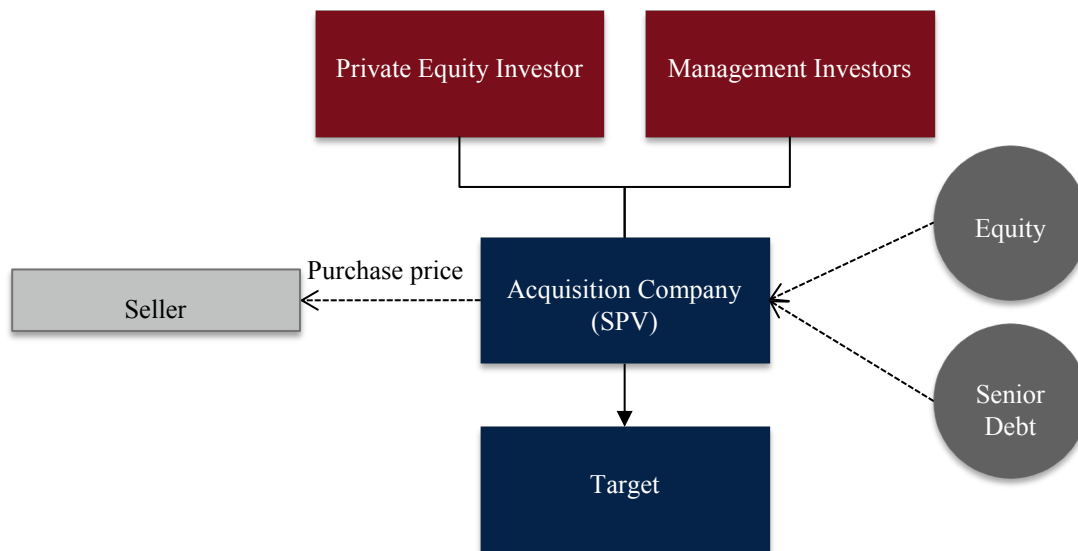 Private Equity Investor
Management Investors
Equity
Purchase price
Acquisition Company
(SPV)
Seller
Senior
Debt
Target